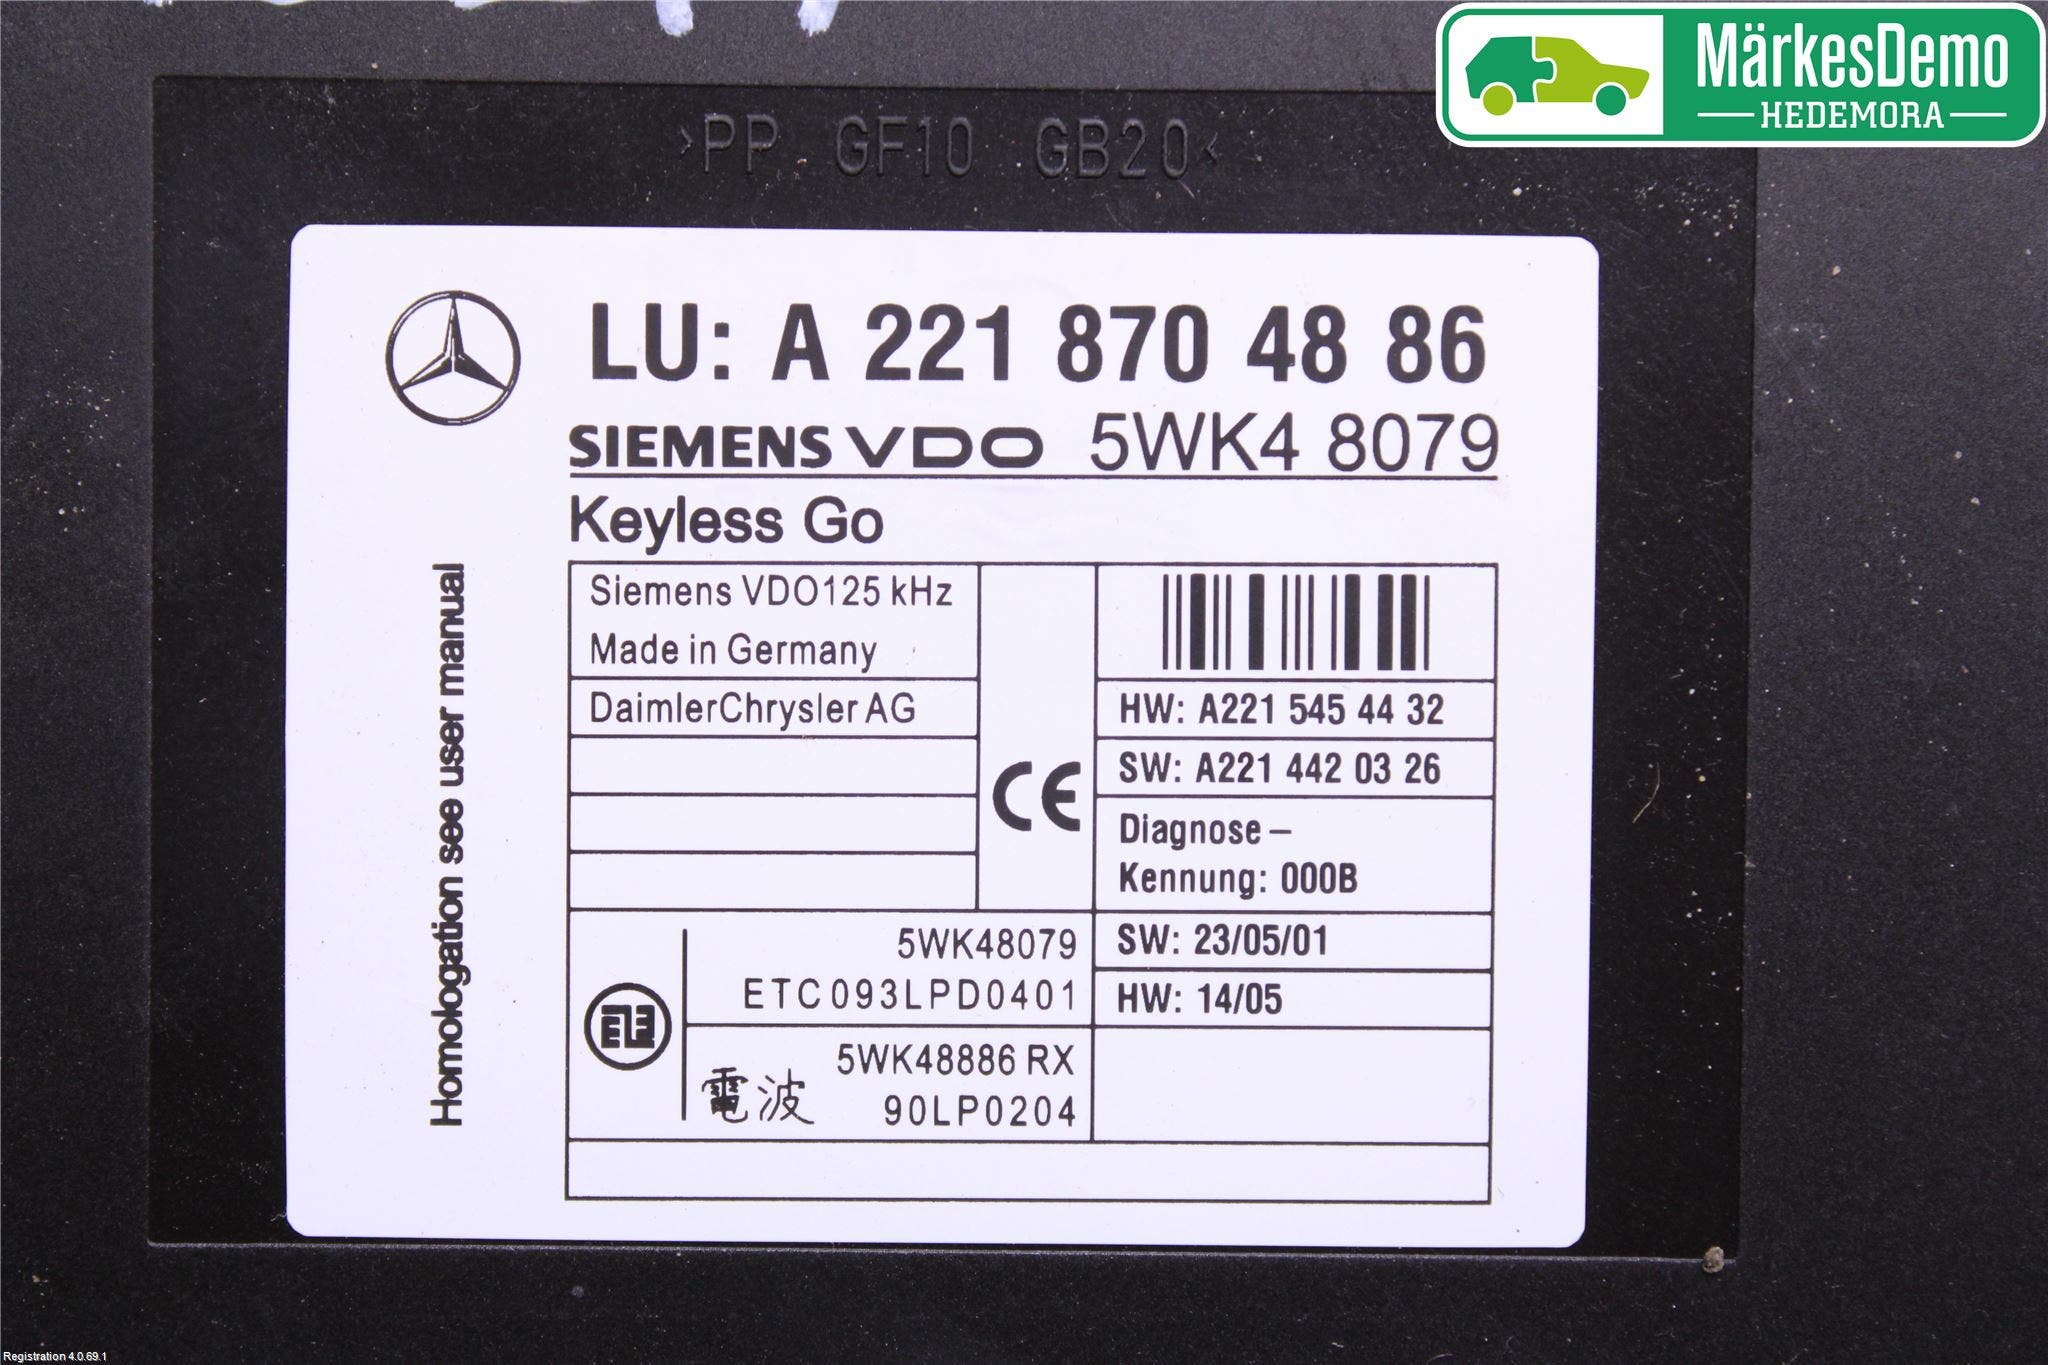 MärkesDemo
HEDEMORA
>PP GF10 GB20<
LU: A 221 870 48 86
SIEMENS VDO 5WK4 8079
Keyless Go
Homologation see user manual
Siemens VDO125 kHz
Made in Germany
DaimlerChrysler AG
CE
HW: A221 545 44 32
SW: A221 442 03 26
Diagnose –
Kennung: 000B
SW: 23/05/01
HW: 14/05
5WK48079
ETC093LPD0401
5WK48886 RX
電波 90LP0204
Registration 4.0.69.1